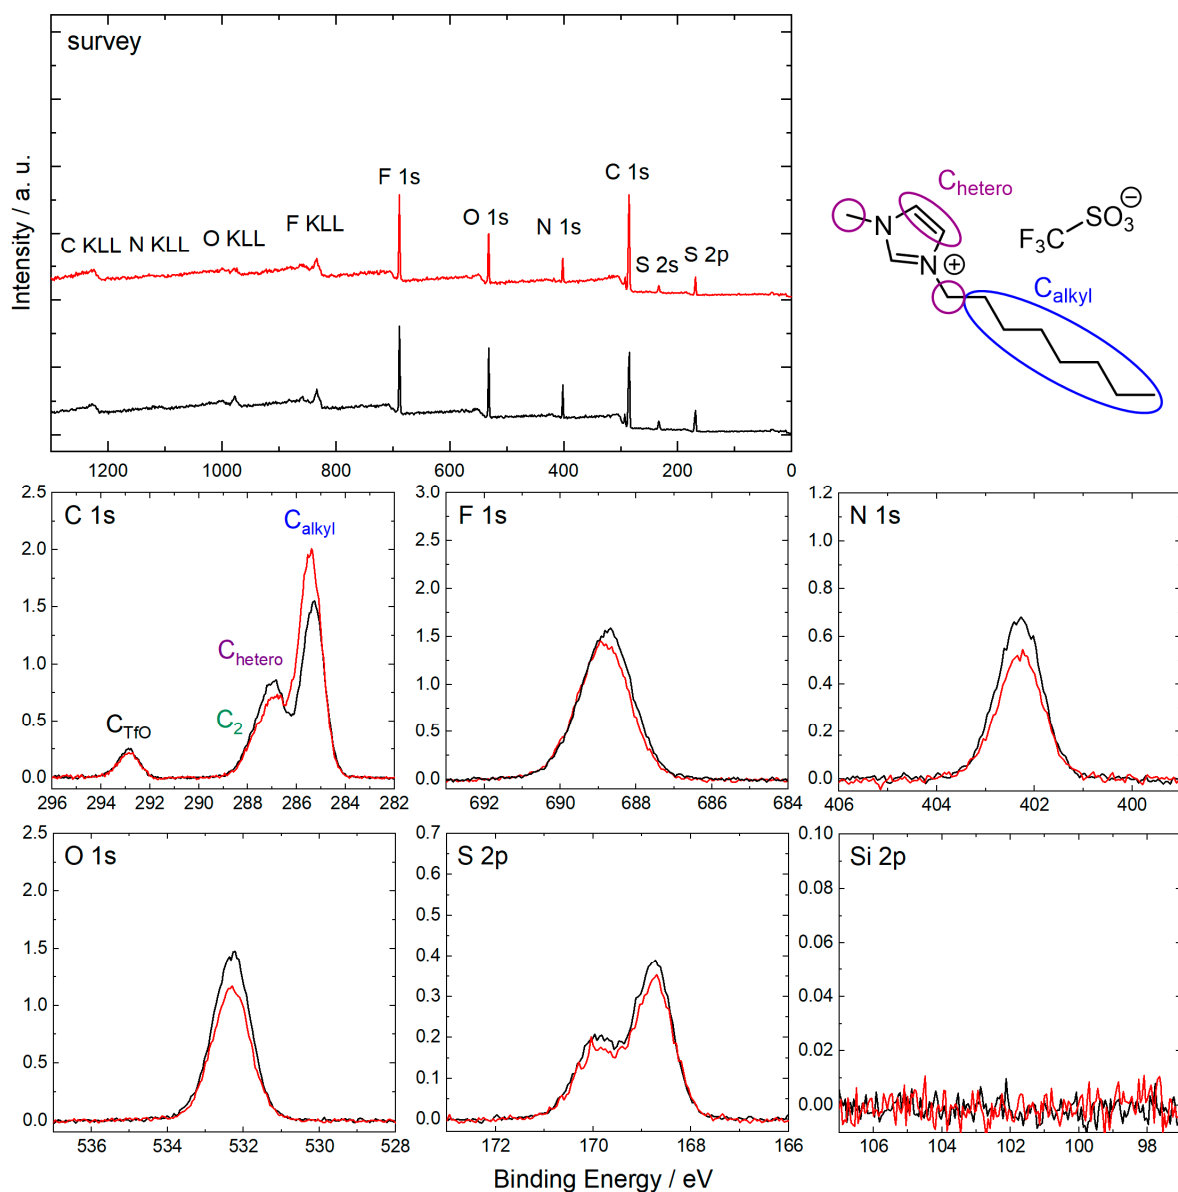 survey
Intensity / a. u.
C KLL
N KLL
O KLL
F KLL
F 1s
O 1s
N 1s
C 1s
S 2s
S 2p
1200
1000
800
600
400
200
0
C_hetero
N
N
⊕
F₃C
SO₃
⊖
C_alkyl
C 1s
C_alkyl
C_hetero
C₂
C_TfO
2.5
2.0
1.5
1.0
0.5
0.0
296
294
292
290
288
286
284
282
F 1s
3.0
2.5
2.0
1.5
1.0
0.5
0.0
692
690
688
686
684
N 1s
1.2
1.0
0.8
0.6
0.4
0.2
0.0
406
404
402
400
O 1s
2.5
2.0
1.5
1.0
0.5
0.0
536
534
532
530
528
S 2p
0.7
0.6
0.5
0.4
0.3
0.2
0.1
0.0
172
170
168
166
Si 2p
0.10
0.08
0.06
0.04
0.02
0.00
106
104
102
100
98
Binding Energy / eV